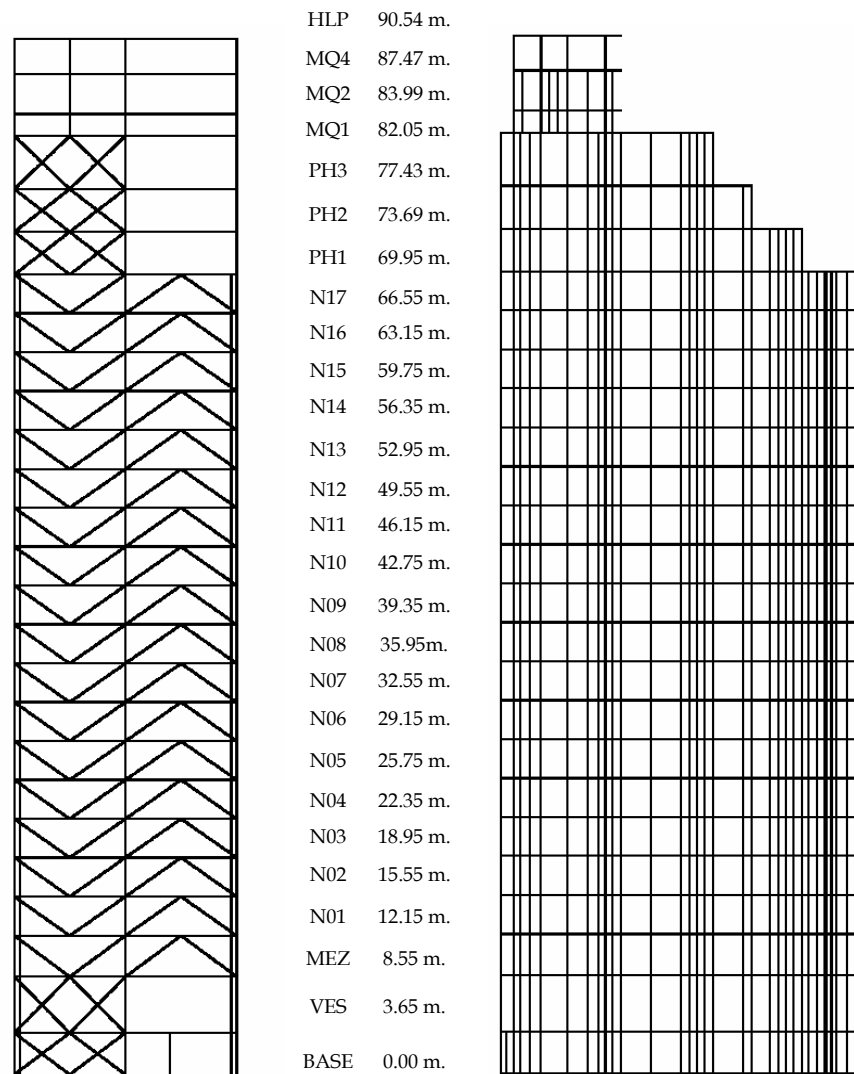 HLP 90.54 m.
MQ4 87.47 m.
MQ2 83.99 m.
MQ1 82.05 m.
PH3 77.43 m.
PH2 73.69 m.
PH1 69.95 m.
N17 66.55 m.
N16 63.15 m.
N15 59.75 m.
N14 56.35 m.
N13 52.95 m.
N12 49.55 m.
N11 46.15 m.
N10 42.75 m.
N09 39.35 m.
N08 35.95m.
N07 32.55 m.
N06 29.15 m.
N05 25.75 m.
N04 22.35 m.
N03 18.95 m.
N02 15.55 m.
N01 12.15 m.
MEZ 8.55 m.
VES 3.65 m.
BASE 0.00 m.